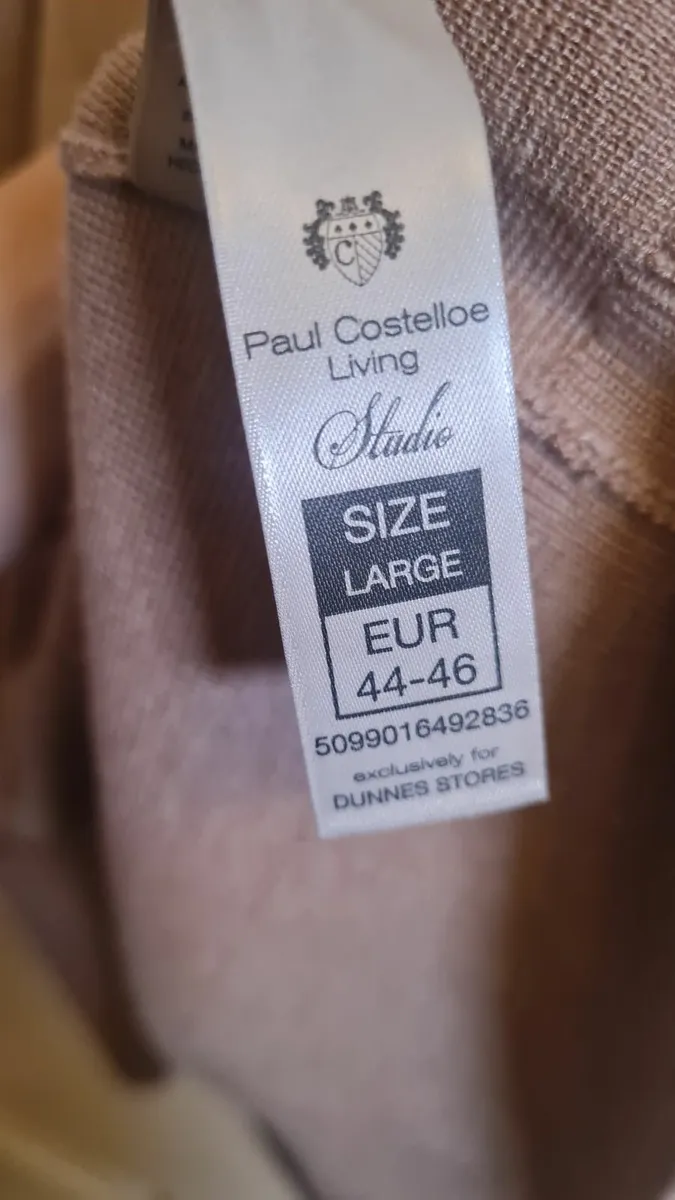 C
Paul Costelloe
Living
Studio
SIZE
LARGE
EUR
44-46
5099016492836
exclusively for
DUNNES STORES